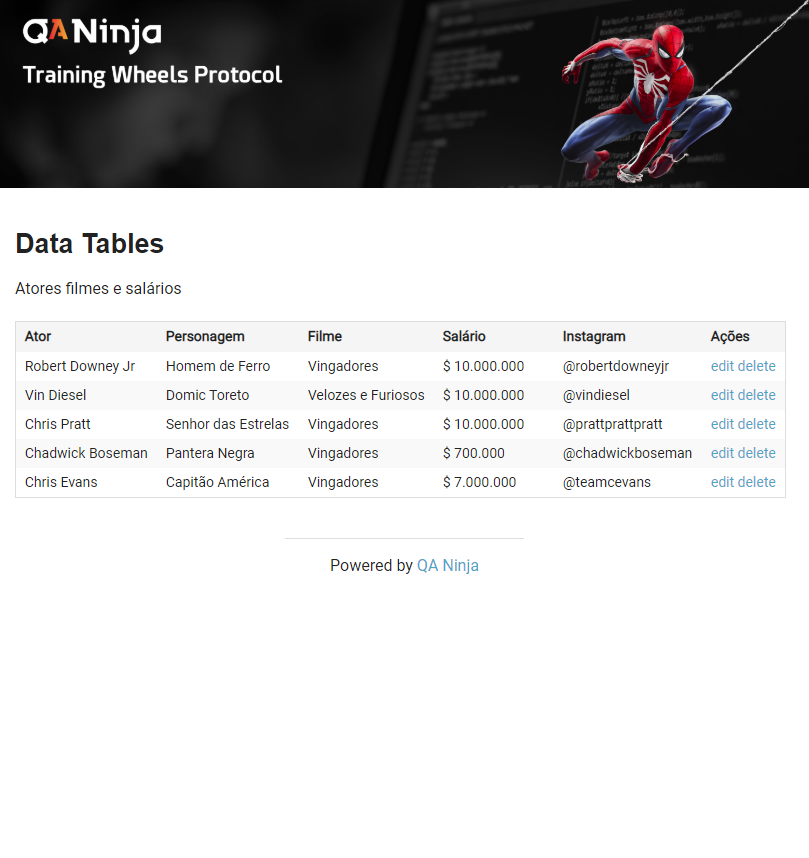 QA Ninja
Training Wheels Protocol
Data Tables
Atores filmes e salários
Ator Personagem Filme Salário Instagram Ações
Robert Downey Jr Homem de Ferro Vingadores $ 10.000.000 @robertdowneyjr edit delete
Vin Diesel Domic Toreto Velozes e Furiosos $ 10.000.000 @vindiesel edit delete
Chris Pratt Senhor das Estrelas Vingadores $ 10.000.000 @prattprattpratt edit delete
Chadwick Boseman Pantera Negra Vingadores $ 700.000 @chadwickboseman edit delete
Chris Evans Capitão América Vingadores $ 7.000.000 @teamcevans edit delete
Powered by QA Ninja